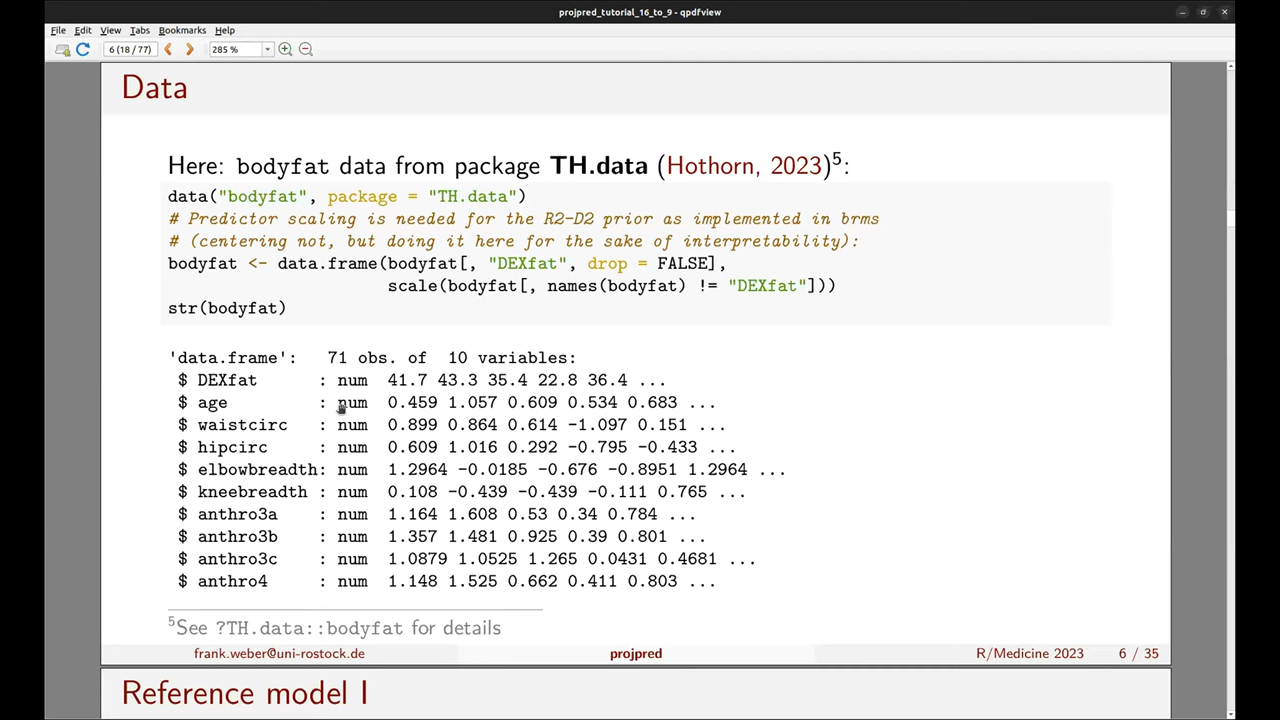 projpred_tutorial_16_to_9 - qpdfview
File Edit View Tabs Bookmarks Help
6 (18 / 77) 285 %
Data
Here: bodyfat data from package TH.data (Hothorn, 2023)5:
data("bodyfat", package = "TH.data")
# Predictor scaling is needed for the R2-D2 prior as implemented in brms
# (centering not, but doing it here for the sake of interpretability):
bodyfat <- data.frame(bodyfat[, "DEXfat", drop = FALSE],
scale(bodyfat[, names(bodyfat) != "DEXfat"]))
str(bodyfat)
'data.frame': 71 obs. of 10 variables:
$ DEXfat : num 41.7 43.3 35.4 22.8 36.4 ...
$ age : num 0.459 1.057 0.609 0.534 0.683 ...
$ waistcirc : num 0.899 0.864 0.614 -1.097 0.151 ...
$ hipcirc : num 0.609 1.016 0.292 -0.795 -0.433 ...
$ elbowbreadth: num 1.2964 -0.0185 -0.676 -0.8951 1.2964 ...
$ kneebreadth : num 0.108 -0.439 -0.439 -0.111 0.765 ...
$ anthro3a : num 1.164 1.608 0.53 0.34 0.784 ...
$ anthro3b : num 1.357 1.481 0.925 0.39 0.801 ...
$ anthro3c : num 1.0879 1.0525 1.265 0.0431 0.4681 ...
$ anthro4 : num 1.148 1.525 0.662 0.411 0.803 ...
5See ?TH.data::bodyfat for details
frank.weber@uni-rostock.de projpred R/Medicine 2023 6 / 35
Reference model I